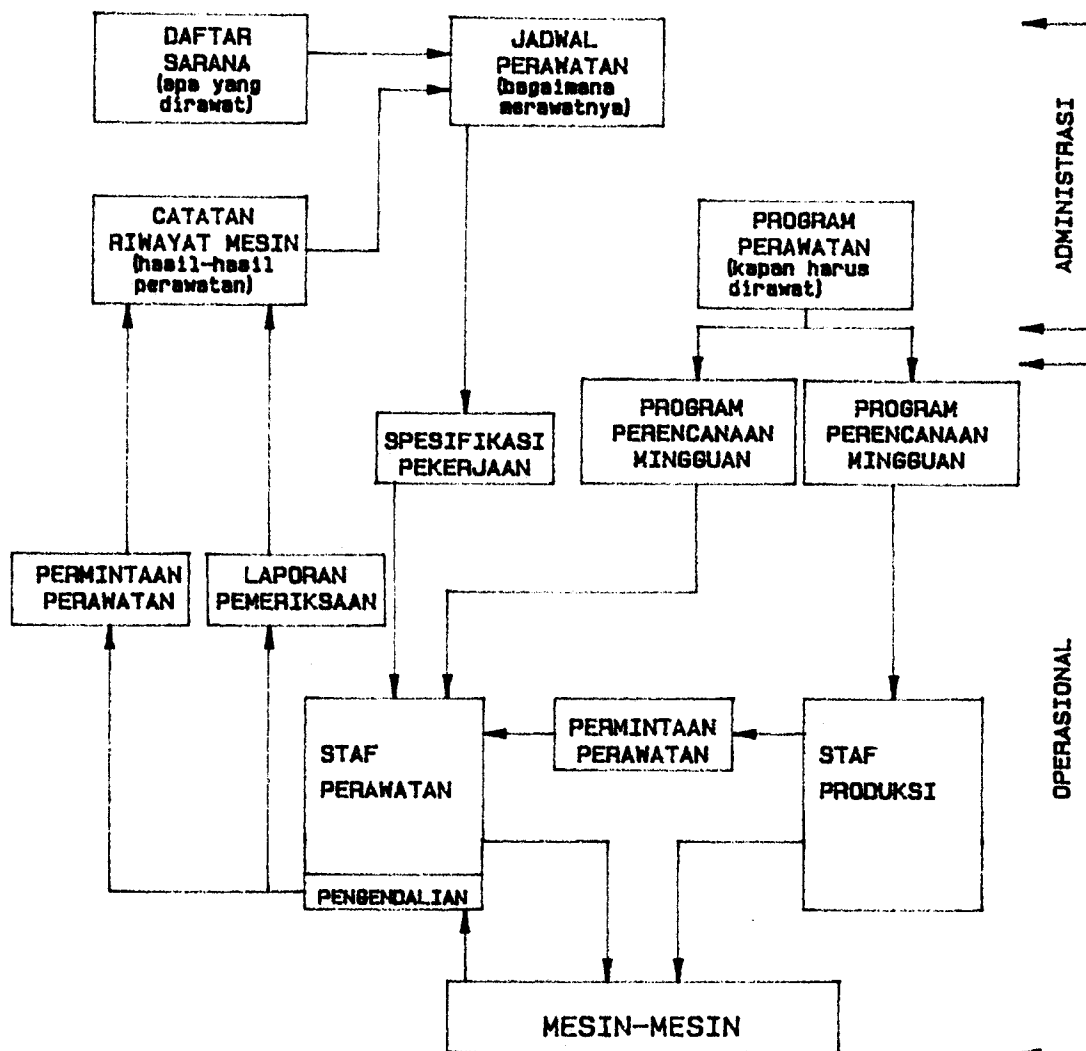 DAFTAR
SARANA
(apa yang
dirawat)
JADWAL
PERAWATAN
(bagaimana
merawatnya)
CATATAN
RIWAYAT MESIN
(hasil-hasil
perawatan)
PROGRAM
PERAWATAN
(kapan harus
dirawat)
ADMINISTRASI
SPESIFIKASI
PEKERJAAN
PROGRAM
PERENCANAAN
MINGGUAN
PROGRAM
PERENCANAAN
MINGGUAN
PERMINTAAN
PERAWATAN
LAPORAN
PEMERIKSAAN
STAF
PERAWATAN
PENGENDALIAN
PERMINTAAN
PERAWATAN
STAF
PRODUKSI
OPERASIONAL
MESIN-MESIN